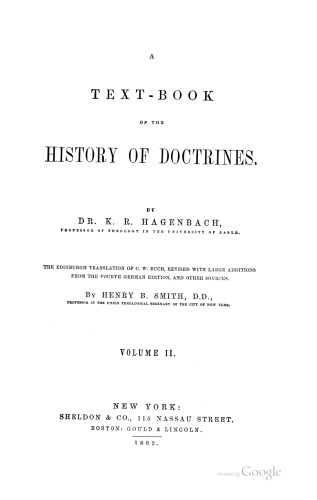 A
TEXT-BOOK
OF THE
HISTORY OF DOCTRINES.
BY
DR. K. R. HAGENBACH,
PROFESSOR OF THEOLOGY IN THE UNIVERSITY OF BASLE.
THE EDINBURGH TRANSLATION OF C. W. BUCH, REVISED WITH LARGE ADDITIONS
FROM THE FOURTH GERMAN EDITION, AND OTHER SOURCES.
BY HENRY B. SMITH, D.D.,
PROFESSOR IN THE UNION THEOLOGICAL SEMINARY OF THE CITY OF NEW YORK.
VOLUME II.
NEW YORK:
SHELDON & CO., 115 NASSAU STREET.
BOSTON: GOULD & LINCOLN.
1862.
Digitized by Google